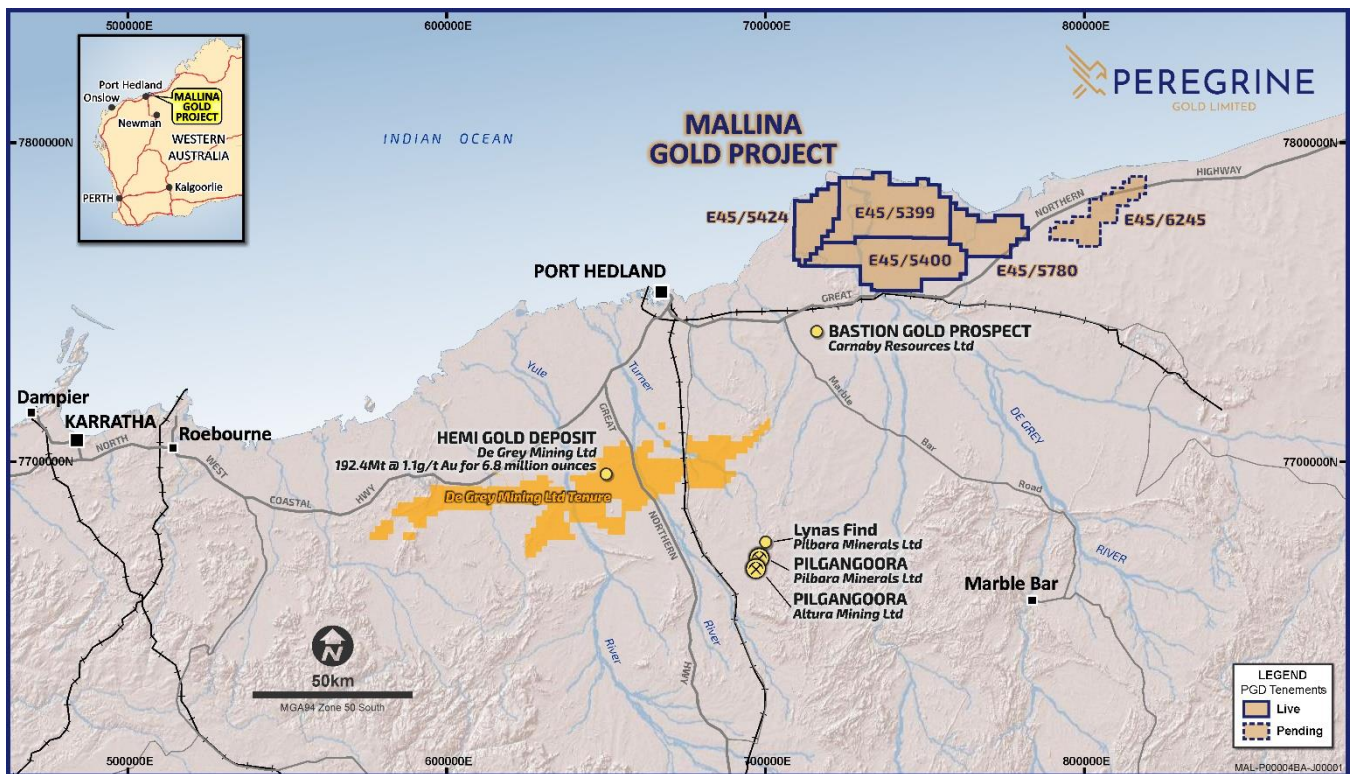 500000E
600000E
700000E
800000E
Port Hedland
Onslow
MALLINA
GOLD
PROJECT
Newman
WESTERN
AUSTRALIA
PERTH
Kalgoorlie
PEREGRINE
GOLD LIMITED
INDIAN OCEAN
MALLINA
GOLD PROJECT
7800000N
7800000N
NORTHERN HIGHWAY
E45/5424
E45/5399
E45/6245
E45/5400
E45/5780
PORT HEDLAND
GREAT
BASTION GOLD PROSPECT
Carnaby Resources Ltd
Yule
Turner
Marble
Bar
Road
DE GREY
RIVER
Dampier
KARRATHA
Roebourne
NORTH
WEST
COASTAL
HWY
GREAT
NORTHERN
HWY
HEMI GOLD DEPOSIT
De Grey Mining Ltd
192.4Mt @ 1.1g/t Au for 6.8 million ounces
7700000N
7700000N
De Grey Mining Ltd Tenure
Lynas Find
Pilbara Minerals Ltd
PILGANGOORA
Pilbara Minerals Ltd
PILGANGOORA
Altura Mining Ltd
Marble Bar
River
River
N
50km
MGA94 Zone 50 South
LEGEND
PGD Tenements
Live
Pending
500000E
600000E
700000E
800000E
MAL-P00004BA-J00001